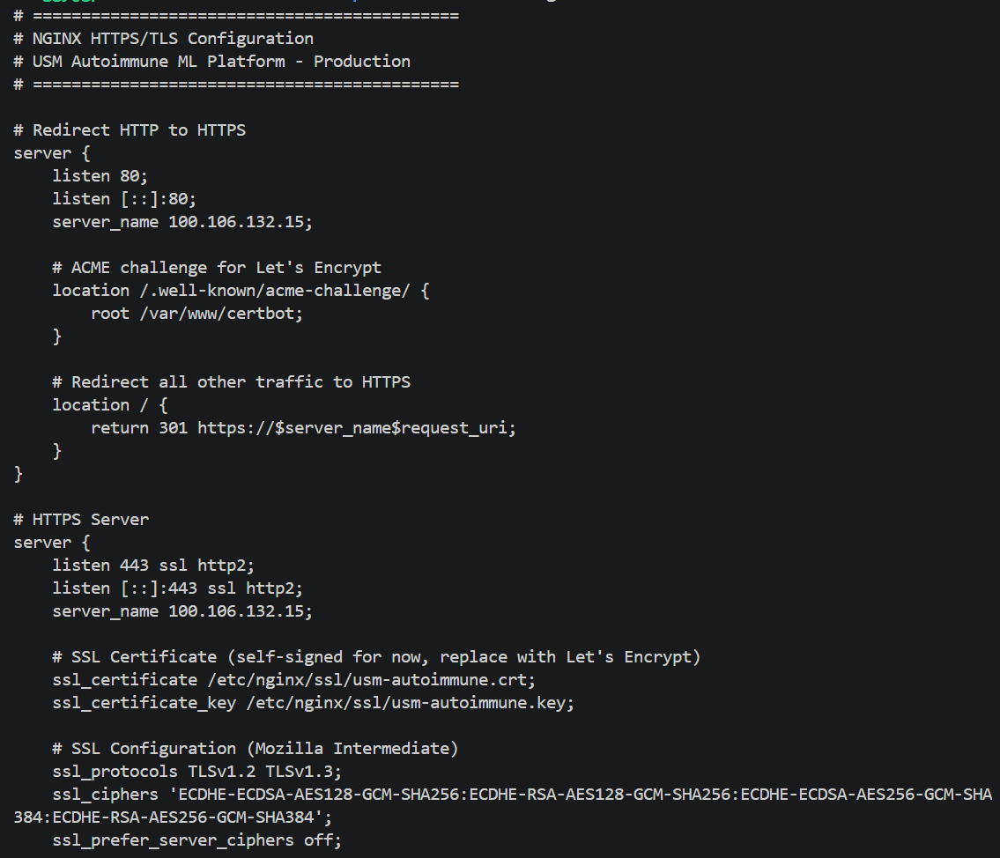 # ============================================
# NGINX HTTPS/TLS Configuration
# USM Autoimmune ML Platform - Production
# ============================================

# Redirect HTTP to HTTPS
server {
    listen 80;
    listen [::]:80;
    server_name 100.106.132.15;

    # ACME challenge for Let's Encrypt
    location /.well-known/acme-challenge/ {
        root /var/www/certbot;
    }

    # Redirect all other traffic to HTTPS
    location / {
        return 301 https://$server_name$request_uri;
    }
}

# HTTPS Server
server {
    listen 443 ssl http2;
    listen [::]:443 ssl http2;
    server_name 100.106.132.15;

    # SSL Certificate (self-signed for now, replace with Let's Encrypt)
    ssl_certificate /etc/nginx/ssl/usm-autoimmune.crt;
    ssl_certificate_key /etc/nginx/ssl/usm-autoimmune.key;

    # SSL Configuration (Mozilla Intermediate)
    ssl_protocols TLSv1.2 TLSv1.3;
    ssl_ciphers 'ECDHE-ECDSA-AES128-GCM-SHA256:ECDHE-RSA-AES128-GCM-SHA256:ECDHE-ECDSA-AES256-GCM-SHA
384:ECDHE-RSA-AES256-GCM-SHA384';
    ssl_prefer_server_ciphers off;